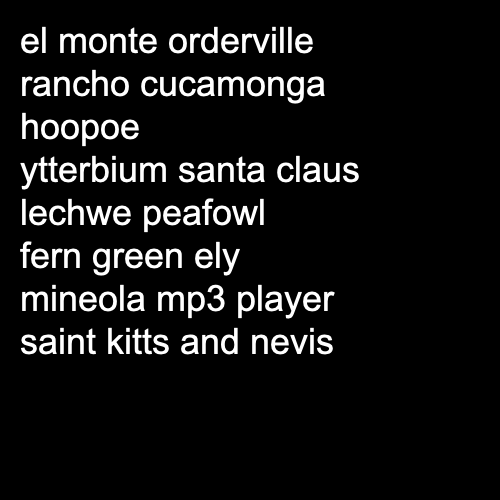 el monte orderville
rancho cucamonga
hoopoe
ytterbium santa claus
lechwe peafowl
fern green ely
mineola mp3 player
saint kitts and nevis